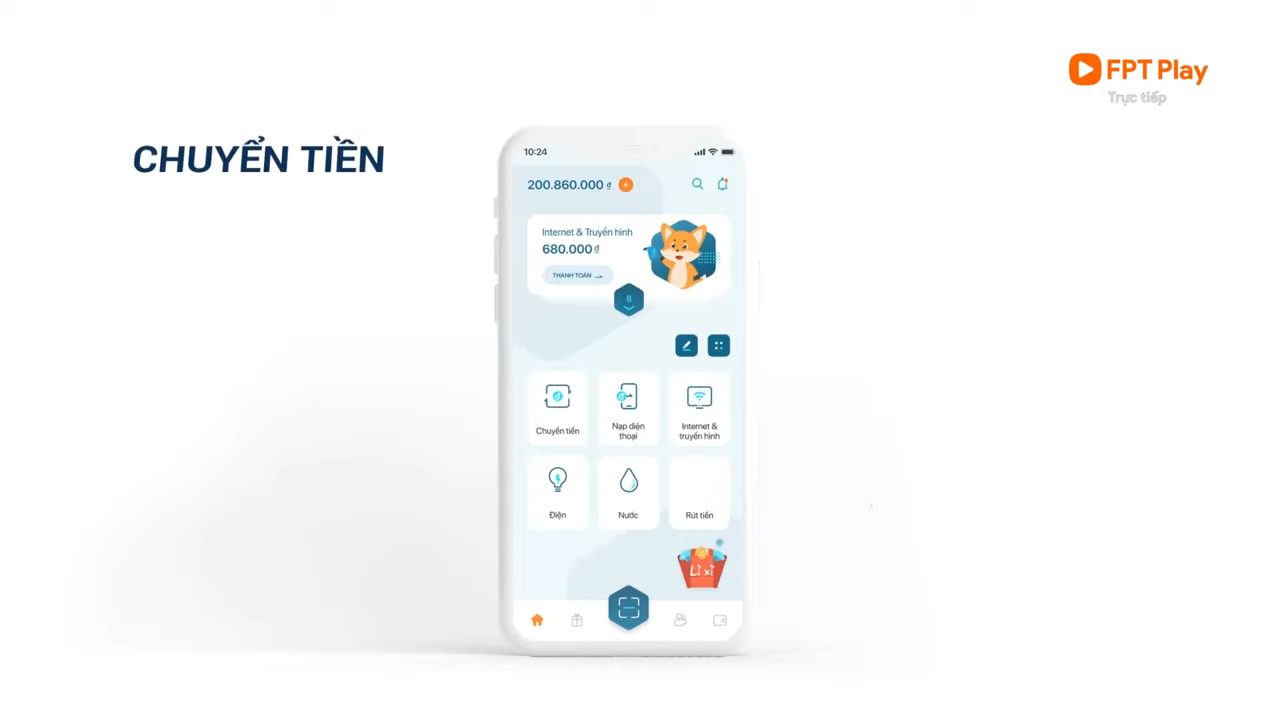 FPT Play
Trực tiếp
CHUYỂN TIỀN
10:24
200.860.000 ₫
Internet & Truyền hình
680.000 ₫
THANH TOÁN
8
Chuyển tiền
Nạp điện
thoại
Internet &
truyền hình
Điện
Nước
Rút tiền
Lì xì